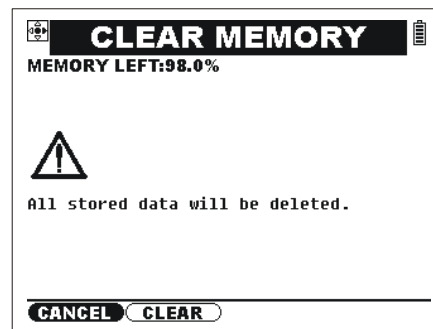 CLEAR MEMORY
MEMORY LEFT:98.0%
All stored data will be deleted.
CANCEL CLEAR